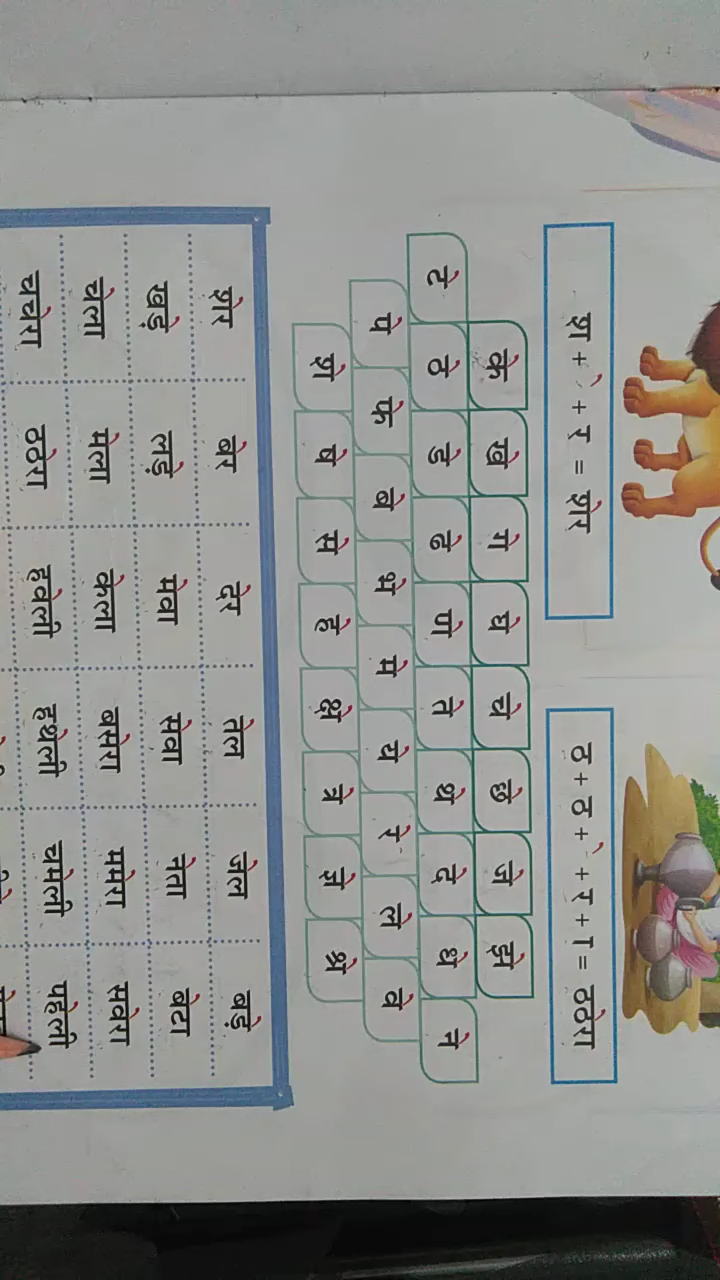 श + े + र = शेर
ठ + ठ + े + र + ा = ठठेरा
के खे गे घे चे छे जे झे
टे ठे डे ढे णे ते थे दे धे ने
पे फे बे भे मे ये रे ले वे
शे षे से हे क्षे त्रे ज्ञे श्रे
शेर बेर देर तेल जेल बड़े
खड़े लड़े मेवा सेवा नेता बेटा
चेला मेला केला बसेरा ममेरा सवेरा
चचेरा ठठेरा हवेली हथेली चमेली पहेली